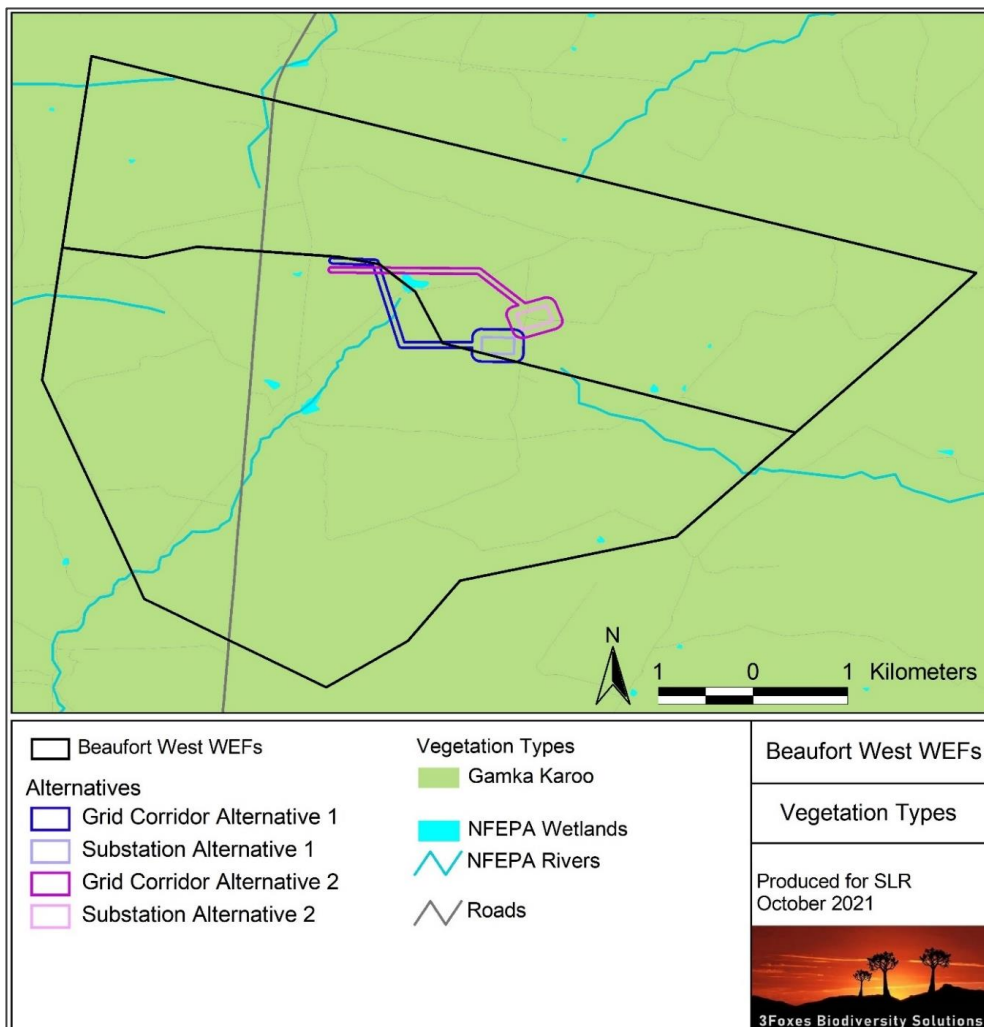 N
1 0 1 Kilometers
Beaufort West WEFs
Alternatives
Grid Corridor Alternative 1
Substation Alternative 1
Grid Corridor Alternative 2
Substation Alternative 2
Vegetation Types
Gamka Karoo
NFEPA Wetlands
NFEPA Rivers
Roads
Beaufort West WEFs
Vegetation Types
Produced for SLR
October 2021
3Foxes Biodiversity Solutions